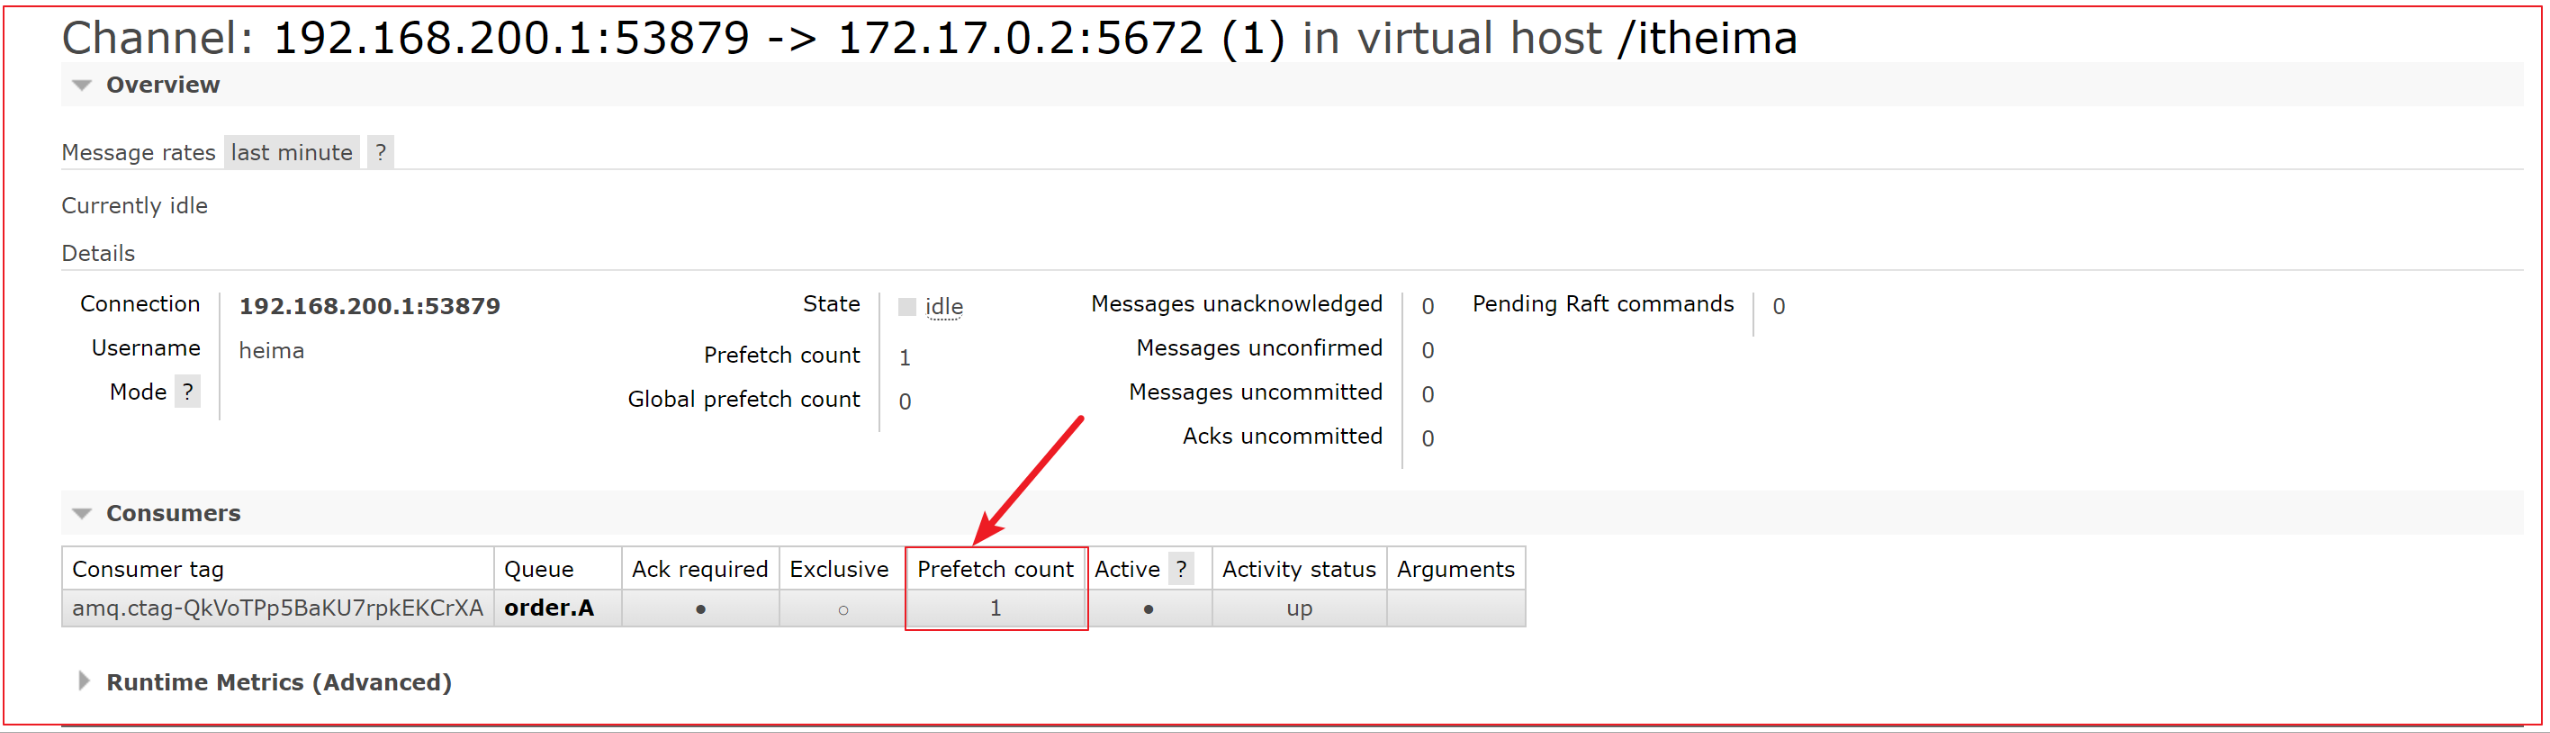 Channel: 192.168.200.1:53879 -> 172.17.0.2:5672 (1) in virtual host /itheima
Overview
Message rates last minute ?
Currently idle
Details
Connection 192.168.200.1:53879
Username heima
Mode ?
State idle
Prefetch count 1
Global prefetch count 0
Messages unacknowledged 0
Messages unconfirmed 0
Messages uncommitted 0
Acks uncommitted 0
Pending Raft commands 0
Consumers
Consumer tag Queue Ack required Exclusive Prefetch count Active ? Activity status Arguments
amq.ctag-QkVoTPp5BaKU7rpkEKCrXA order.A ● ○ 1 ● up
Runtime Metrics (Advanced)